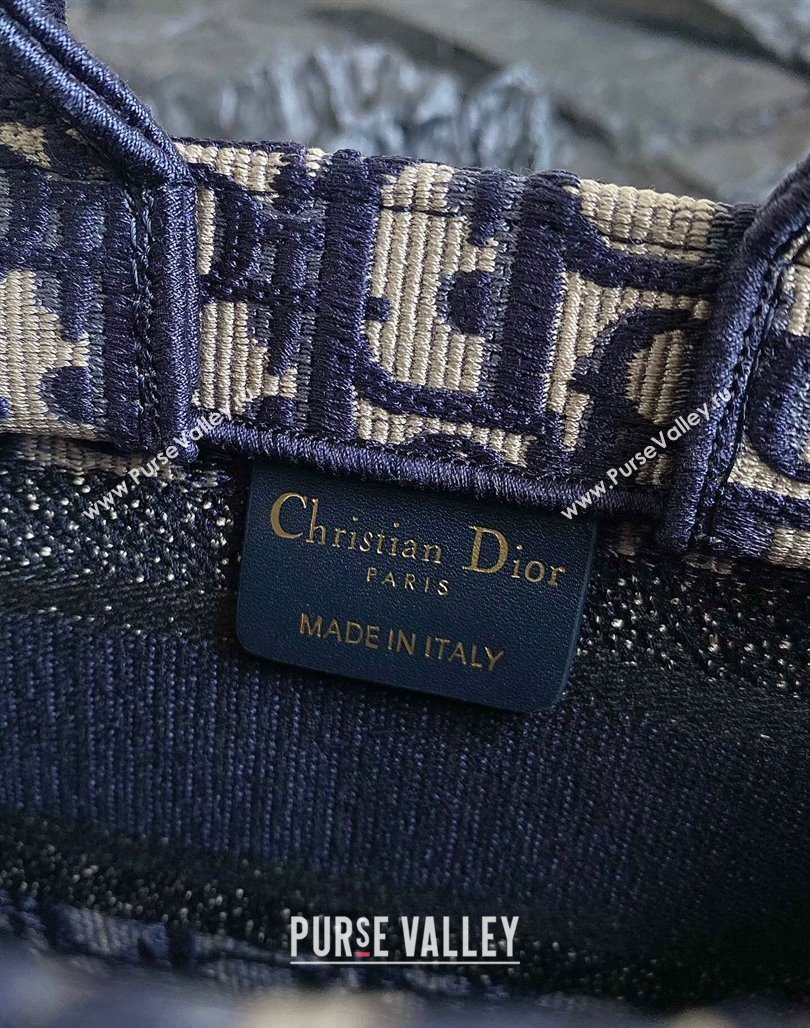 www.PurseValley.ru
www.PurseValley.ru
Christian Dior
PARIS
MADE IN ITALY
PURSE VALLEY